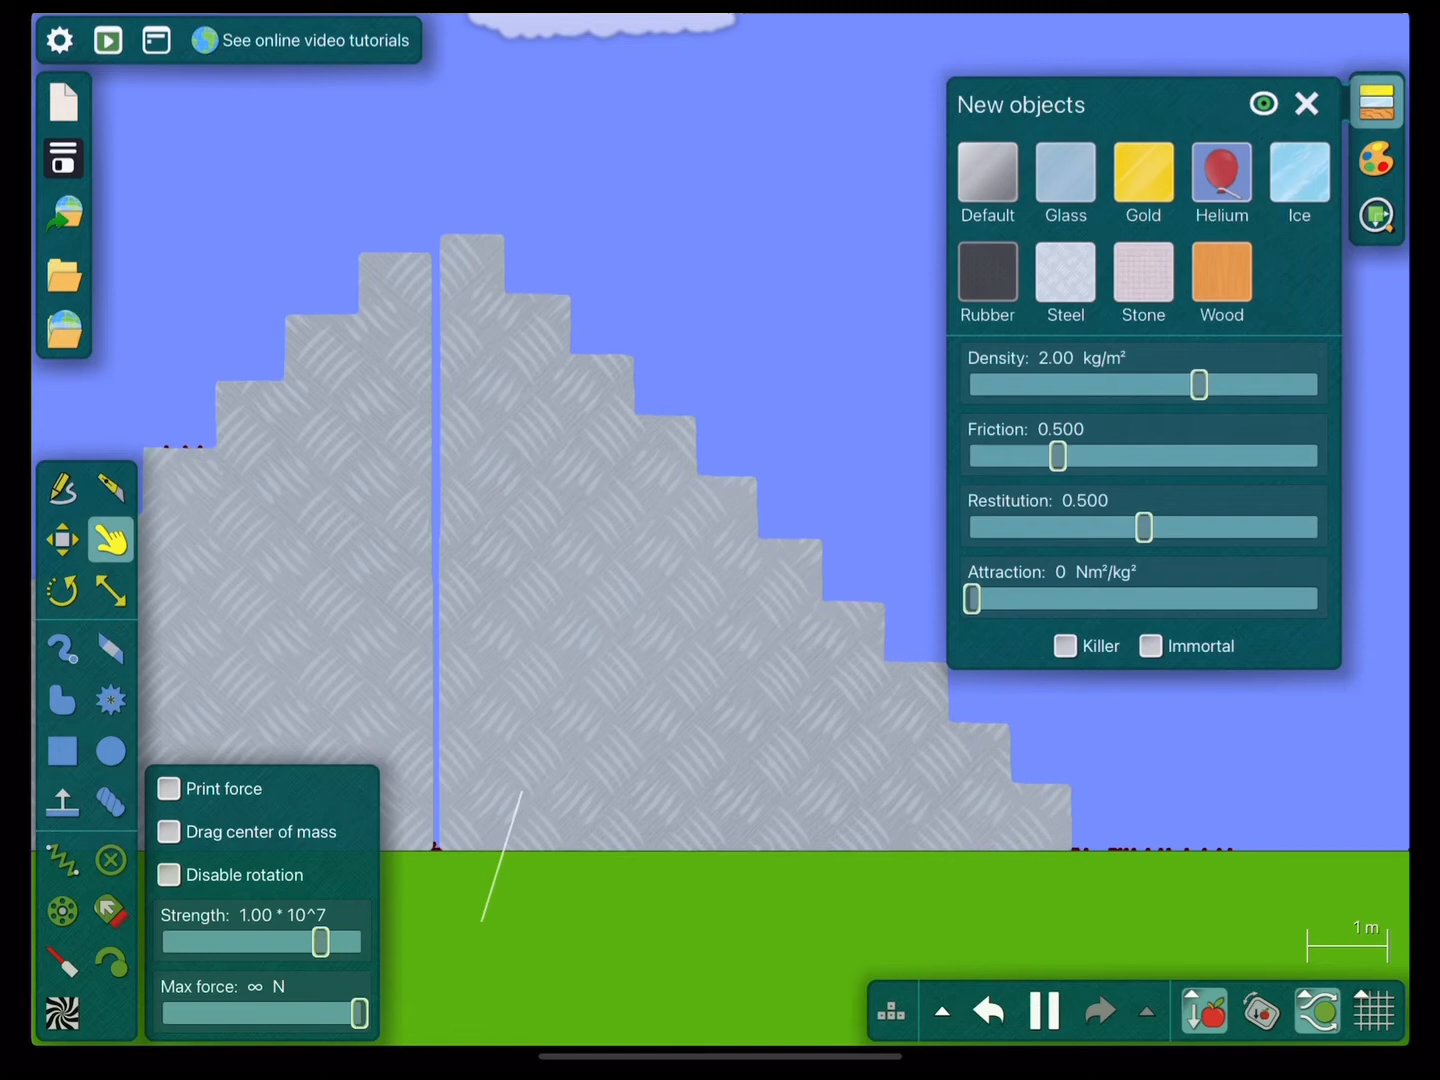 See online video tutorials
New objects
Default Glass Gold Helium Ice
Rubber Steel Stone Wood
Density: 2.00 kg/m²
Friction: 0.500
Restitution: 0.500
Attraction: 0 Nm²/kg²
Killer Immortal
Print force
Drag center of mass
Disable rotation
Strength: 1.00 * 10^7
Max force: ∞ N
1 m